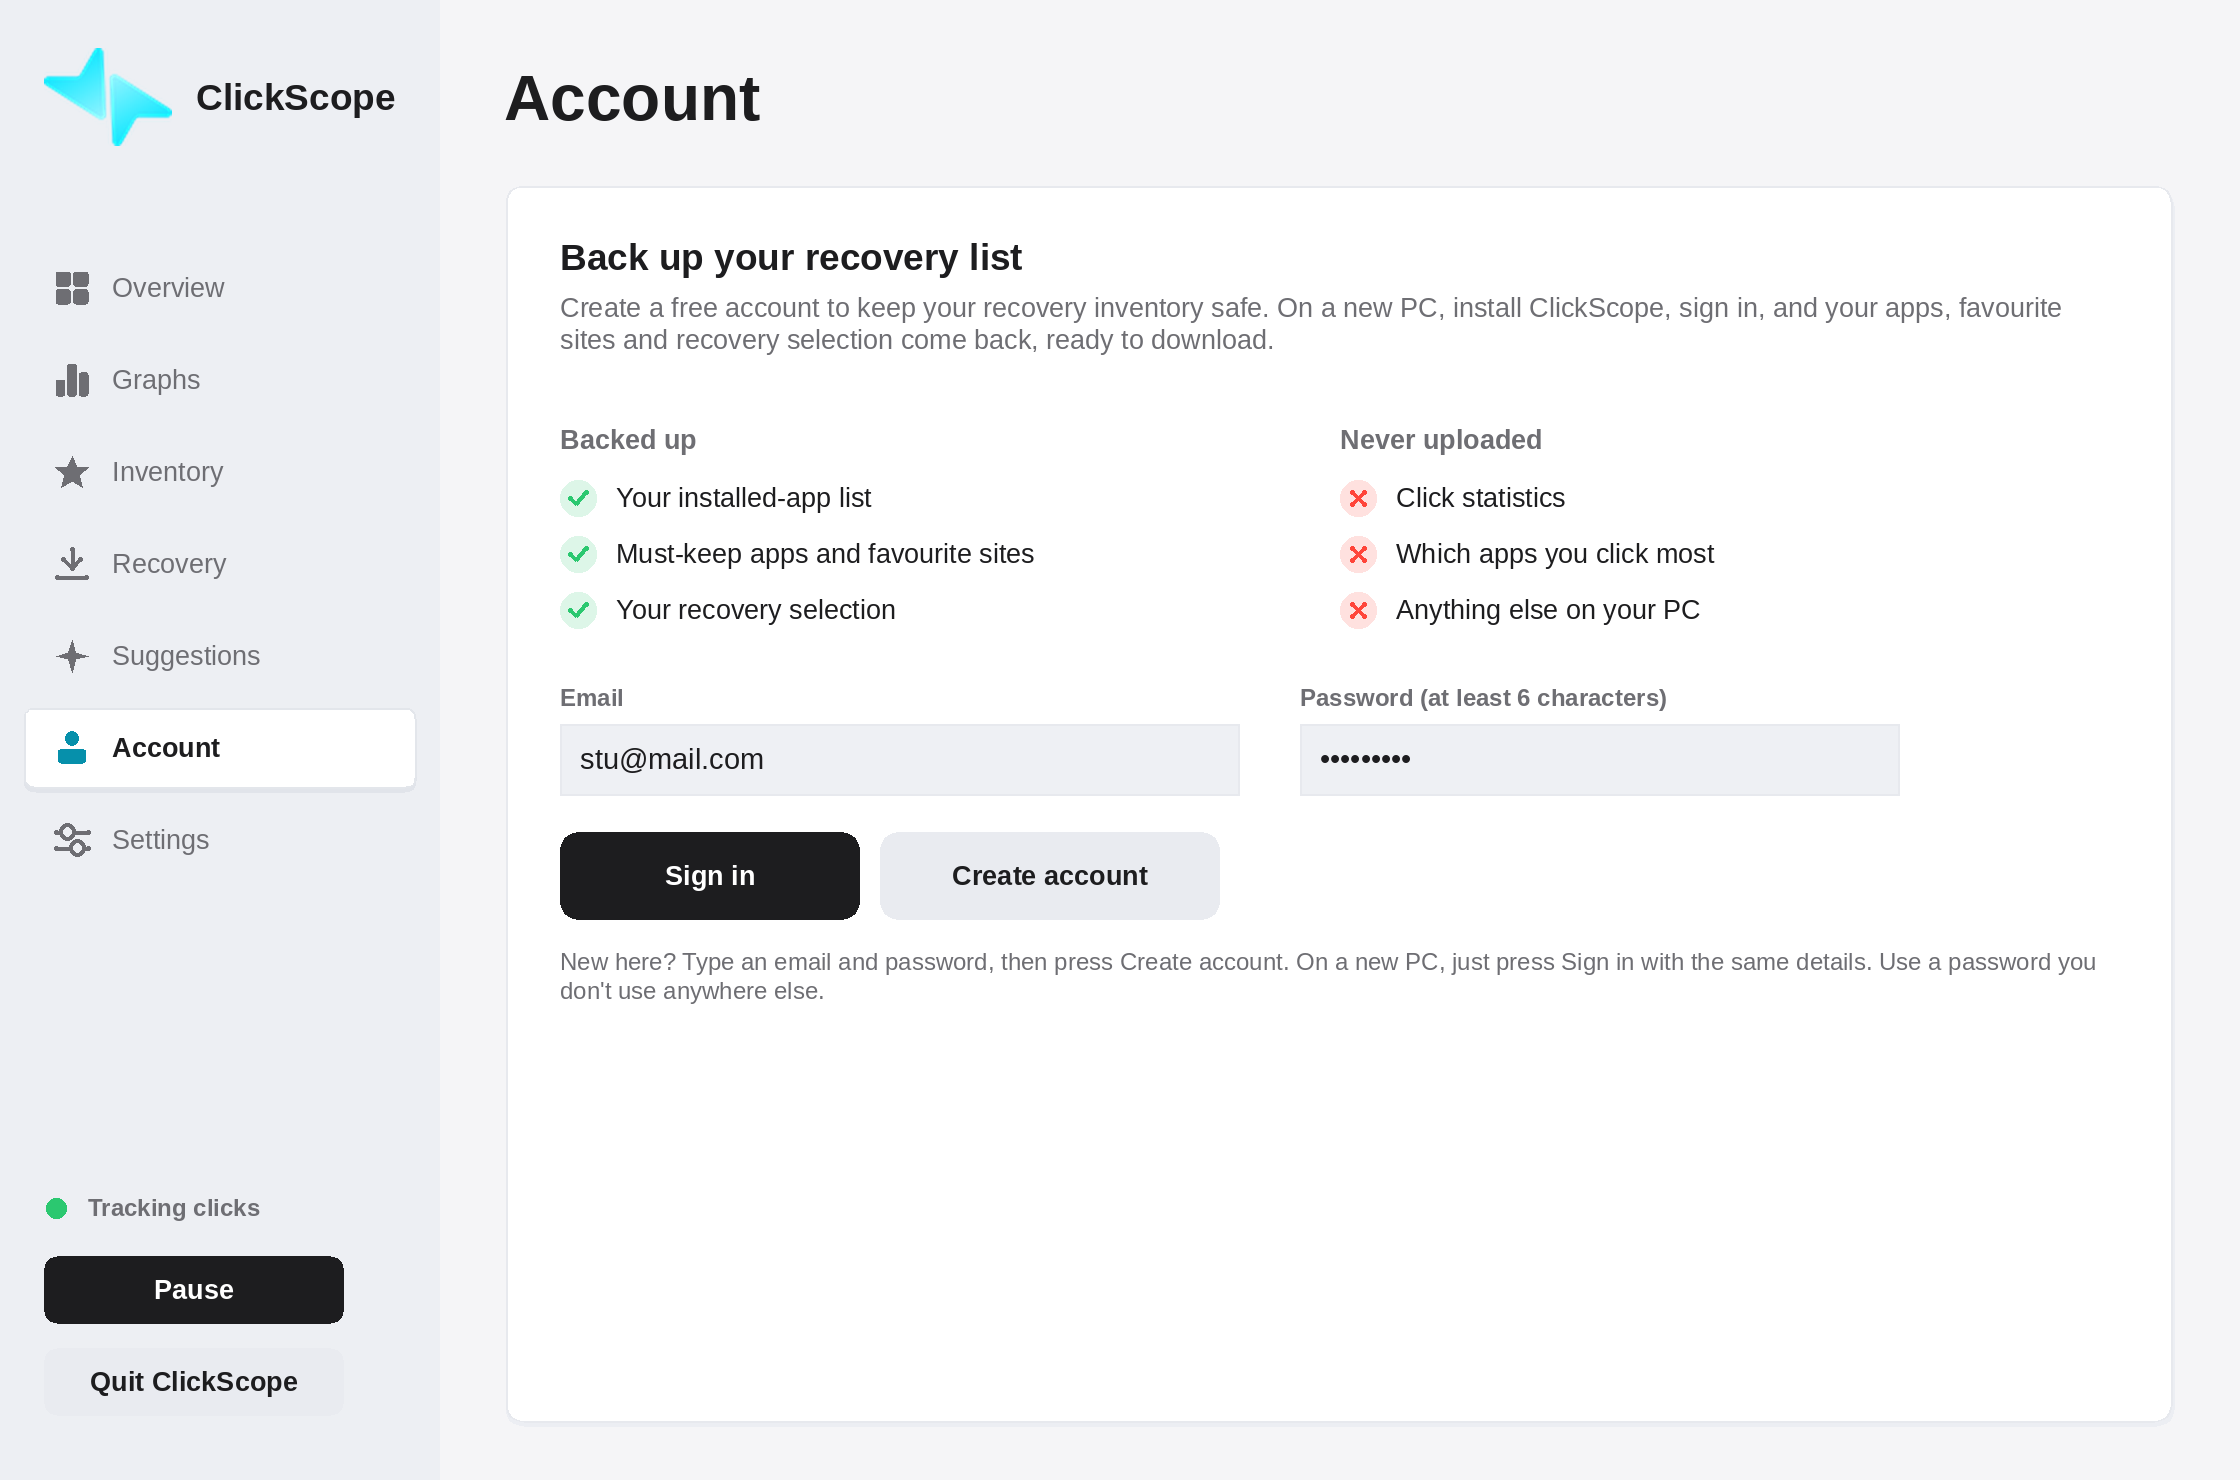 ClickScope
Overview
Graphs
Inventory
Recovery
Suggestions
Account
Settings
Tracking clicks
Pause
Quit ClickScope
Account
Back up your recovery list
Create a free account to keep your recovery inventory safe. On a new PC, install ClickScope, sign in, and your apps, favourite
sites and recovery selection come back, ready to download.
Backed up
Your installed-app list
Must-keep apps and favourite sites
Your recovery selection
Never uploaded
Click statistics
Which apps you click most
Anything else on your PC
Email
stu@mail.com
Password (at least 6 characters)
•••••••••
Sign in
Create account
New here? Type an email and password, then press Create account. On a new PC, just press Sign in with the same details. Use a password you
don't use anywhere else.